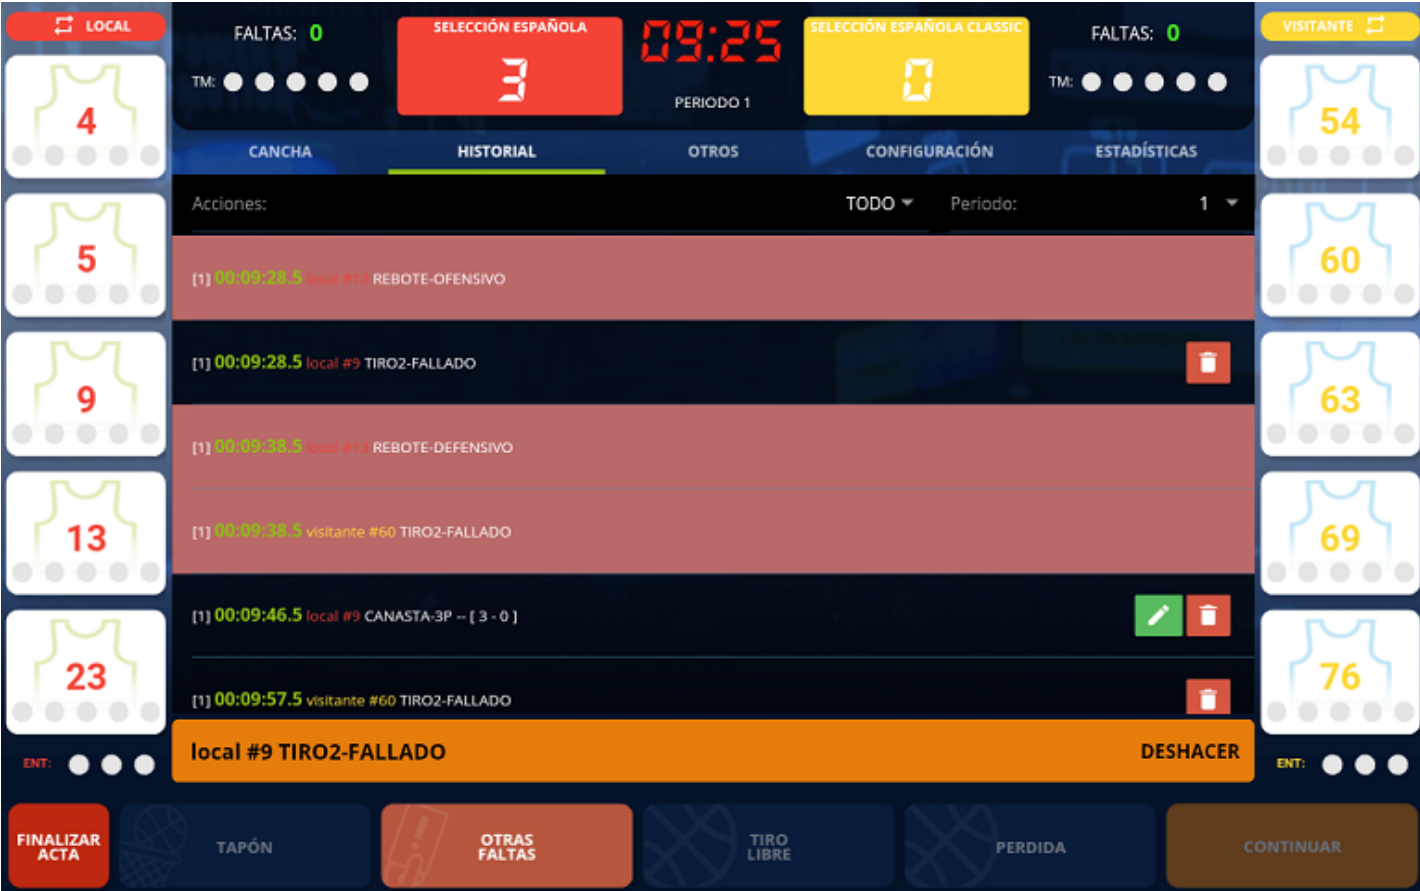 LOCAL
FALTAS: 0
SELECCIÓN ESPAÑOLA
3
09:25
SELECCIÓN ESPAÑOLA CLASSIC
0
FALTAS: 0
VISITANTE
TM:
PERIODO 1
TM:
CANCHA
HISTORIAL
OTROS
CONFIGURACIÓN
ESTADÍSTICAS
Acciones:
TODO
Periodo:
1
4
5
9
13
23
ENT:
[1] 00:09:28.5 local #13 REBOTE-OFENSIVO
[1] 00:09:28.5 local #9 TIRO2-FALLADO
[1] 00:09:38.5 local #13 REBOTE-DEFENSIVO
[1] 00:09:38.5 visitante #60 TIRO2-FALLADO
[1] 00:09:46.5 local #9 CANASTA-3P -- [ 3 - 0 ]
[1] 00:09:57.5 visitante #60 TIRO2-FALLADO
local #9 TIRO2-FALLADO
DESHACER
54
60
63
69
76
ENT:
FINALIZAR
ACTA
TAPÓN
OTRAS
FALTAS
TIRO
LIBRE
PERDIDA
CONTINUAR